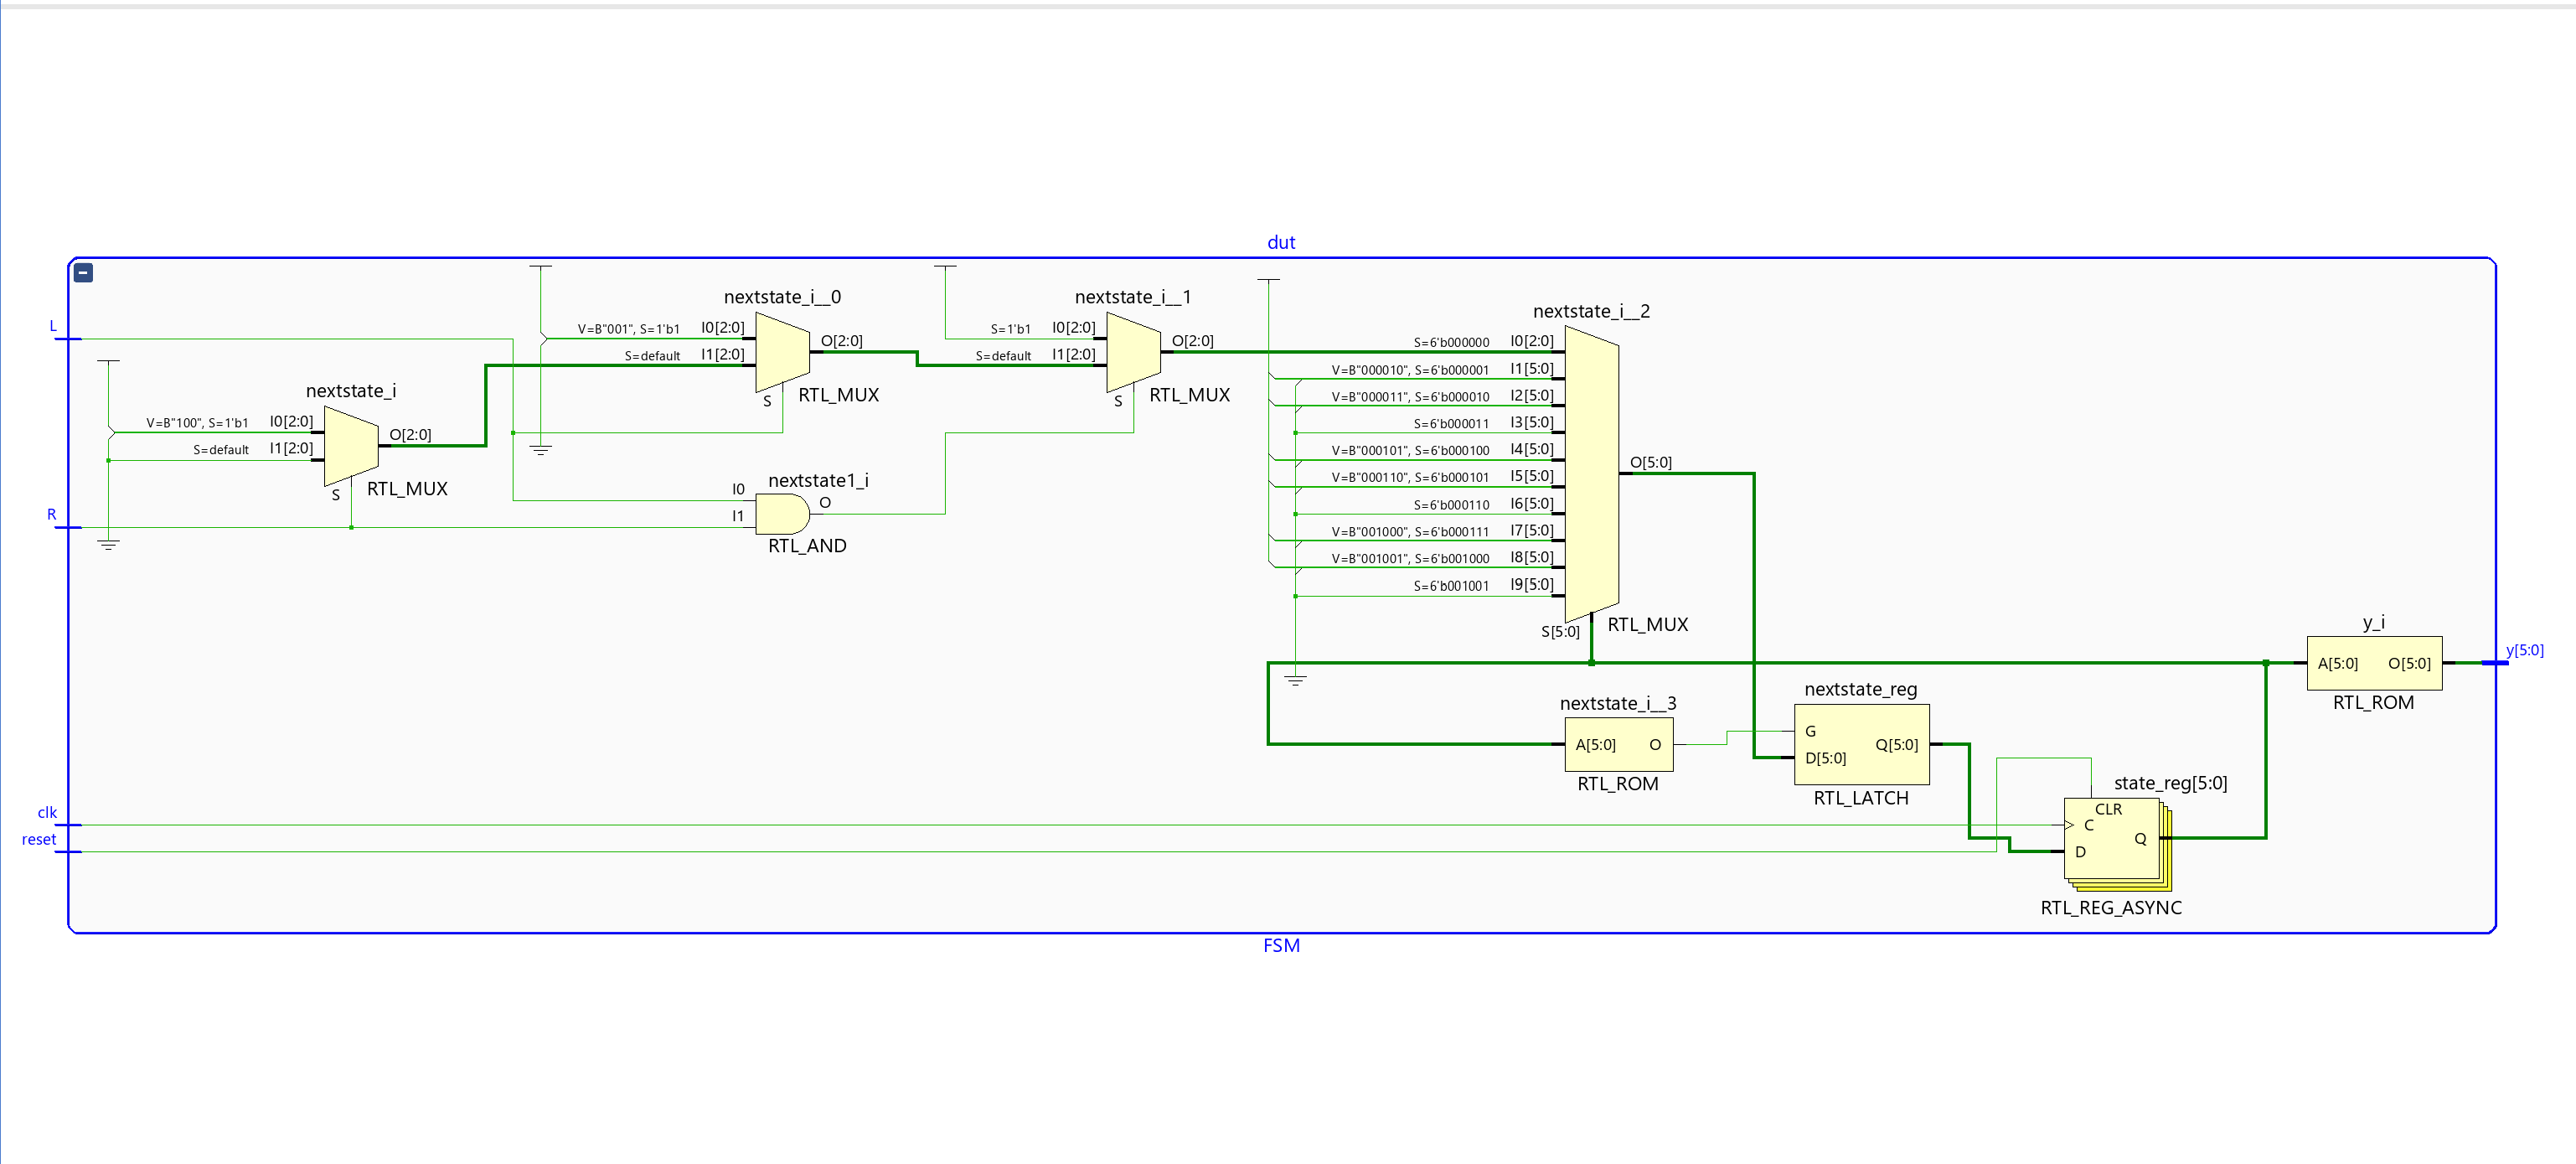 dut
L
R
clk
reset
nextstate_i
V=B"100", S=1'b1 I0[2:0]
S=default I1[2:0]
O[2:0]
S
RTL_MUX
nextstate_i__0
V=B"001", S=1'b1 I0[2:0]
S=default I1[2:0]
O[2:0]
S
RTL_MUX
nextstate1_i
I0
I1
O
RTL_AND
nextstate_i__1
S=1'b1 I0[2:0]
S=default I1[2:0]
O[2:0]
S
RTL_MUX
nextstate_i__2
S=6'b000000 I0[2:0]
V=B"000010", S=6'b000001 I1[5:0]
V=B"000011", S=6'b000010 I2[5:0]
S=6'b000011 I3[5:0]
V=B"000101", S=6'b000100 I4[5:0]
V=B"000110", S=6'b000101 I5[5:0]
S=6'b000110 I6[5:0]
V=B"001000", S=6'b000111 I7[5:0]
V=B"001001", S=6'b001000 I8[5:0]
S=6'b001001 I9[5:0]
O[5:0]
S[5:0]
RTL_MUX
nextstate_i__3
A[5:0] O
RTL_ROM
nextstate_reg
G
D[5:0]
Q[5:0]
RTL_LATCH
state_reg[5:0]
CLR
C
D
Q
RTL_REG_ASYNC
y_i
A[5:0] O[5:0]
RTL_ROM
y[5:0]
FSM